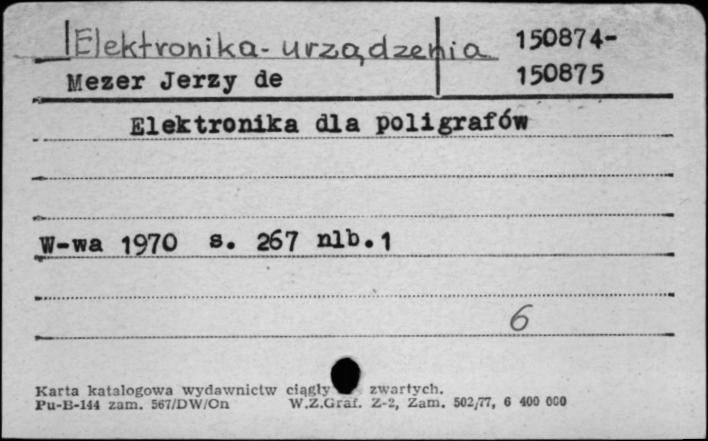 Elektronika - urządzenia 150874-
Mezer Jerzy de 150875
Elektronika dla poligrafów
W-wa 1970 s. 267 nlb.1
6
Karta katalogowa wydawnictw ciągły zwartych.
Pu-B-144 zam. 567/DW/On W.Z.Graf. Z-2, Zam. 502/77, 6 400 000